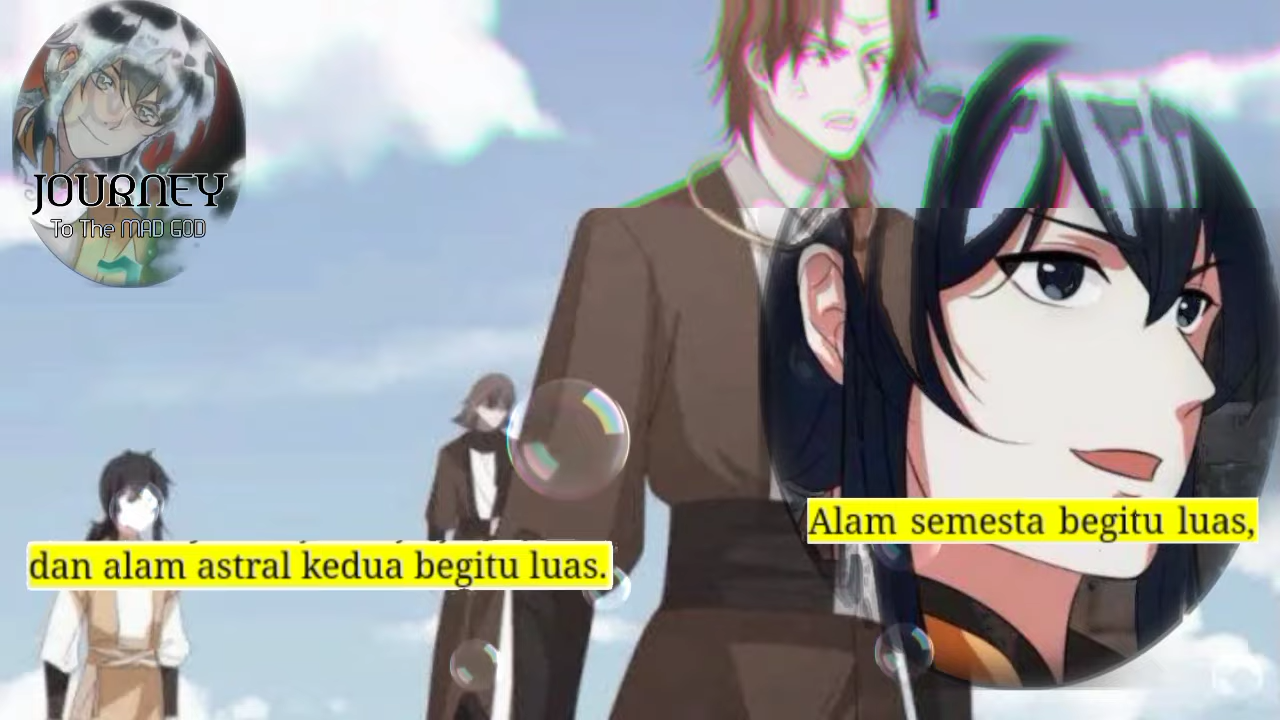 JOURNEY
To The MAD GOD
Alam semesta begitu luas,
dan alam astral kedua begitu luas.